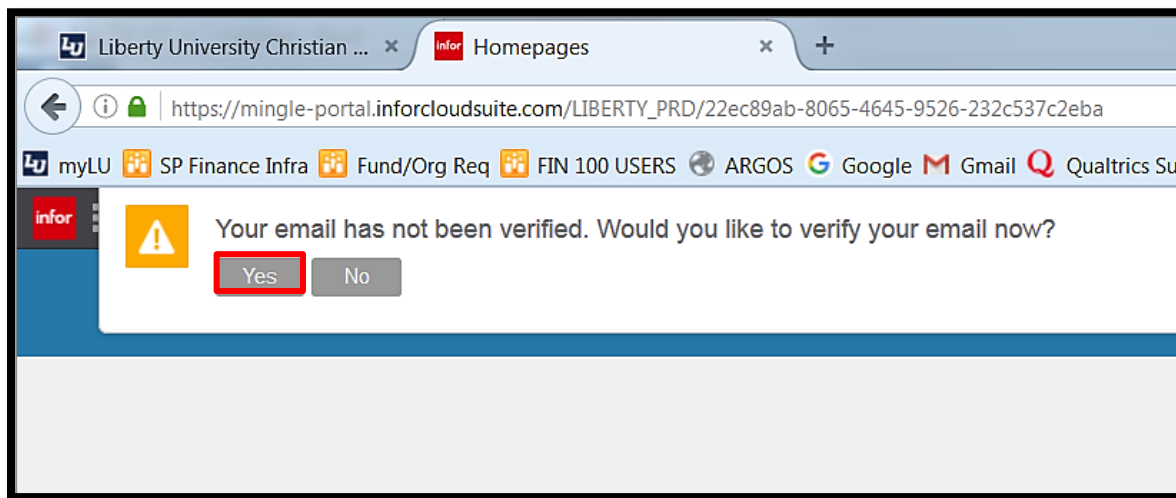 LU Liberty University Christian ... × infor Homepages × +
https://mingle-portal.inforcloudsuite.com/LIBERTY_PRD/22ec89ab-8065-4645-9526-232c537c2eba
LU myLU SP Finance Infra Fund/Org Req FIN 100 USERS ARGOS G Google M Gmail Q Qualtrics Su
infor Your email has not been verified. Would you like to verify your email now?
Yes No